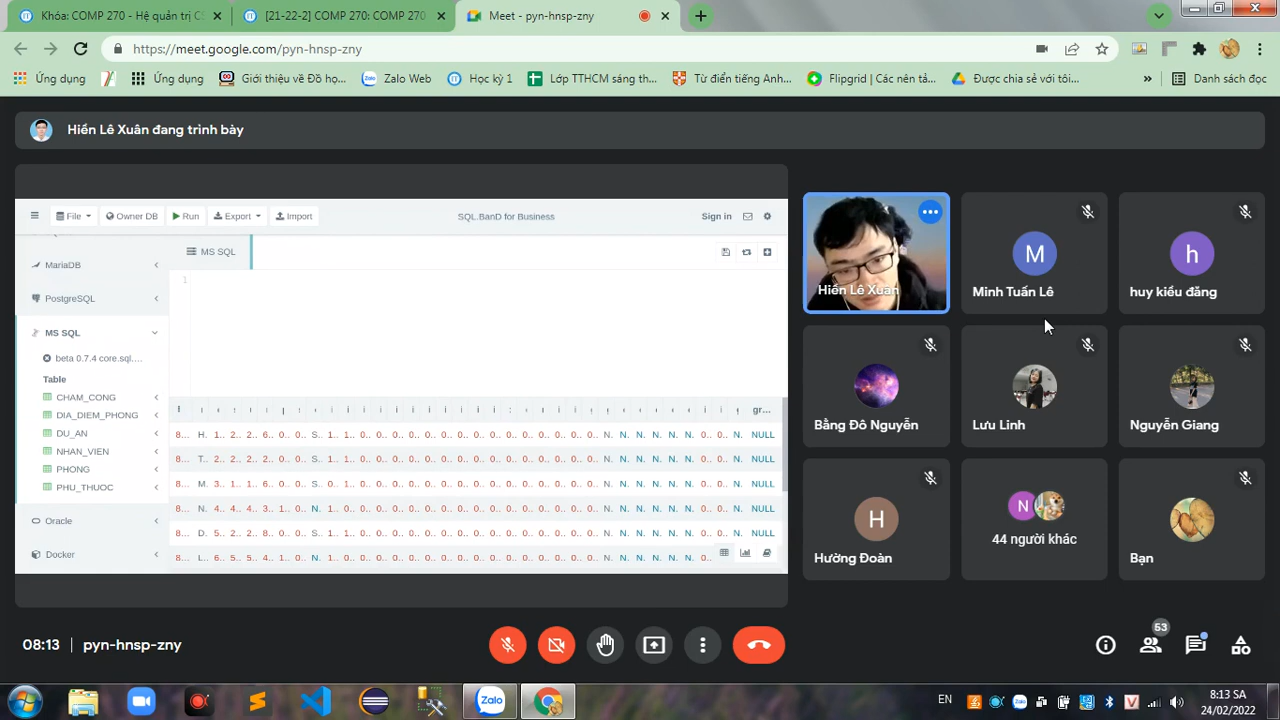 Khóa: COMP 270 - Hệ quản trị C
[21-22-2] COMP 270: COMP 270
Meet - pyn-hnsp-zny
https://meet.google.com/pyn-hnsp-zny
Ứng dụng
Ứng dụng
Giới thiệu về Đồ họ...
Zalo Web
Học kỳ 1
Lớp TTHCM sáng th...
Từ điển tiếng Anh,...
Flipgrid | Các nền tả...
Được chia sẻ với tôi...
»
Danh sách đọc
Hiển Lê Xuân đang trình bày
File
Owner DB
Run
Export
Import
SQL.BanD for Business
Sign in
MariaDB
PostgreSQL
MS SQL
beta 0.7.4 core.sql....
Table
CHAM_CONG
DIA_DIEM_PHONG
DU_AN
NHAN_VIEN
PHONG
PHU_THUOC
Oracle
Docker
MS SQL
1
gr...
NULL
NULL
NULL
NULL
NULL
NULL
Hiển Lê Xuân
M
Minh Tuấn Lê
h
huy kiều đăng
Bằng Đỗ Nguyễn
Lưu Linh
Nguyễn Giang
H
Hường Đoàn
N
44 người khác
Bạn
08:13 | pyn-hnsp-zny
53
Zalo
EN
8:13 SA
24/02/2022